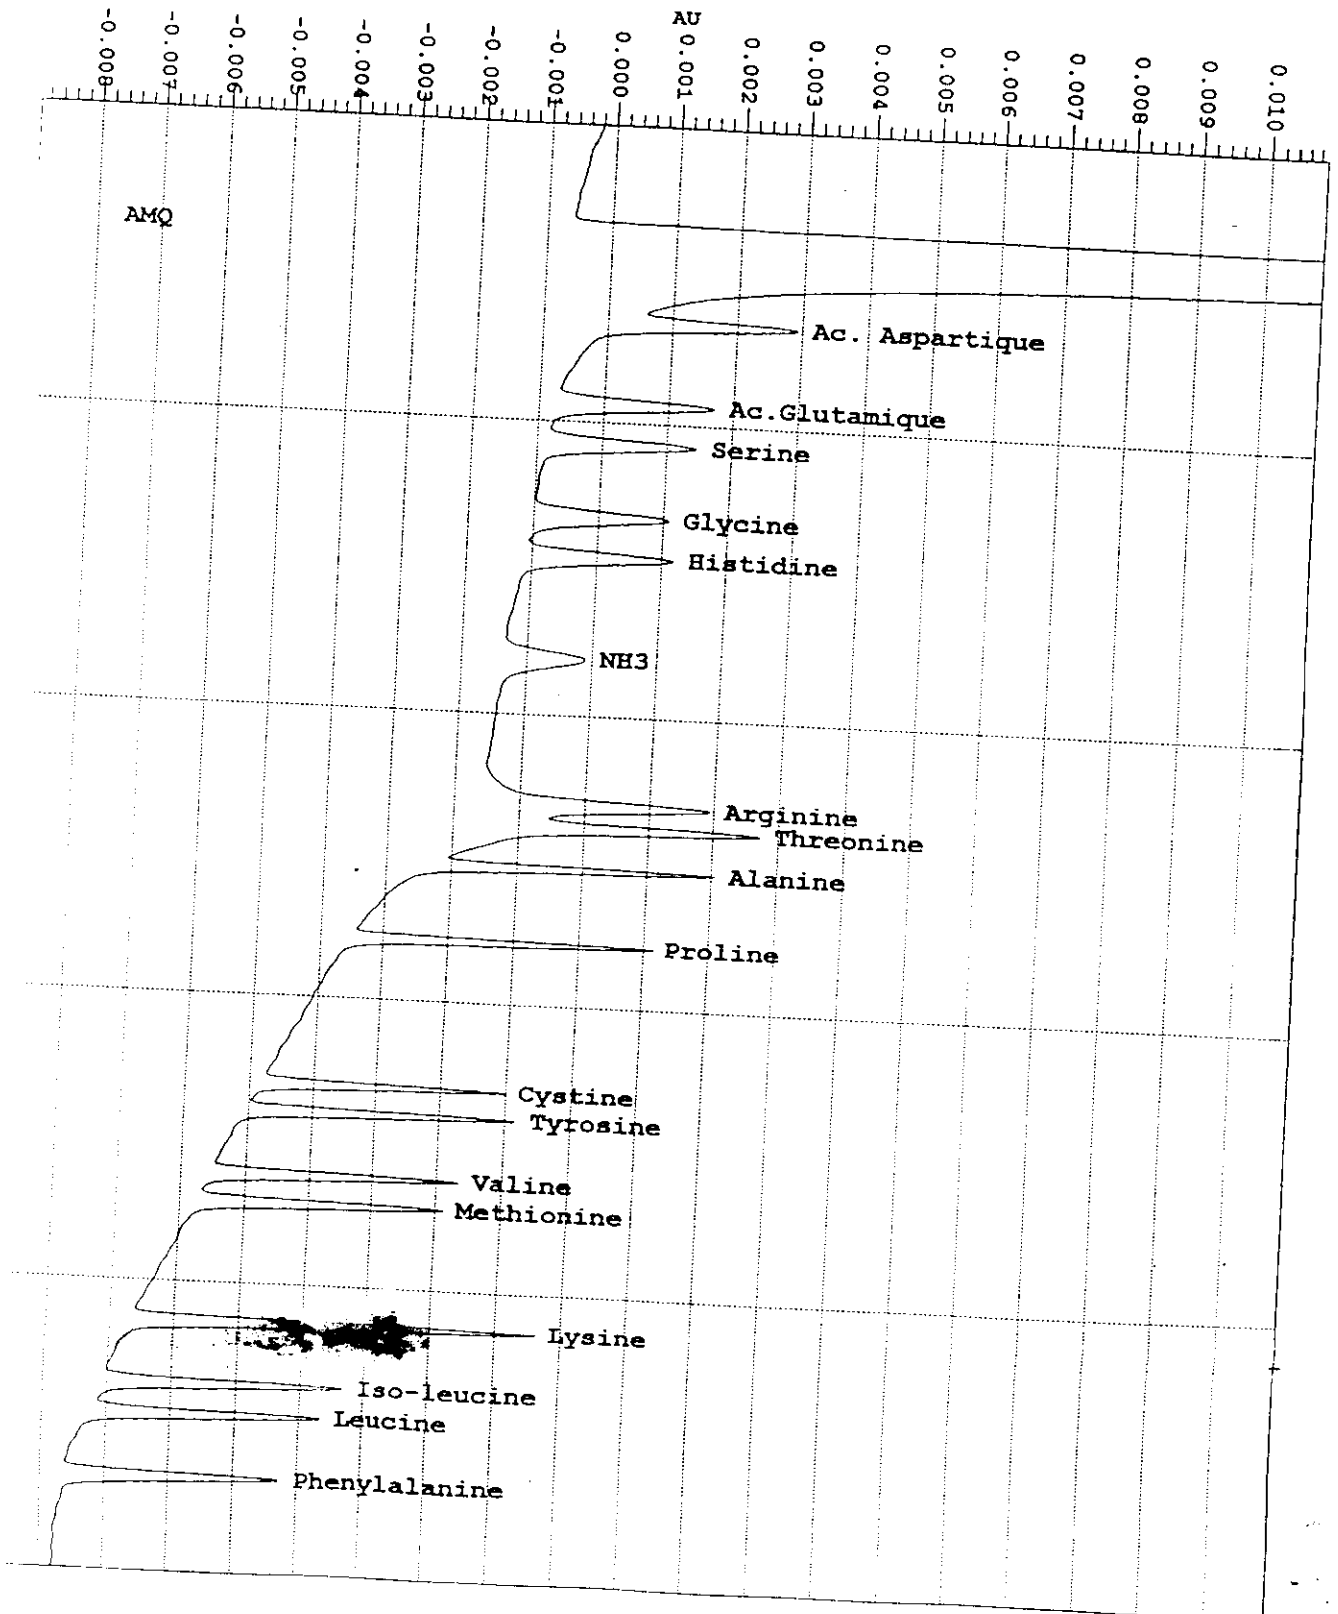 AU
-0.008
-0.007
-0.006
-0.005
-0.004
-0.003
-0.002
-0.001
0.000
0.001
0.002
0.003
0.004
0.005
0.006
0.007
0.008
0.009
0.010
AMQ
Ac. Aspartique
Ac.Glutamique
Serine
Glycine
Histidine
NH3
Arginine
Threonine
Alanine
Proline
Cystine
Tyrosine
Valine
Methionine
Lysine
Iso-leucine
Leucine
Phenylalanine